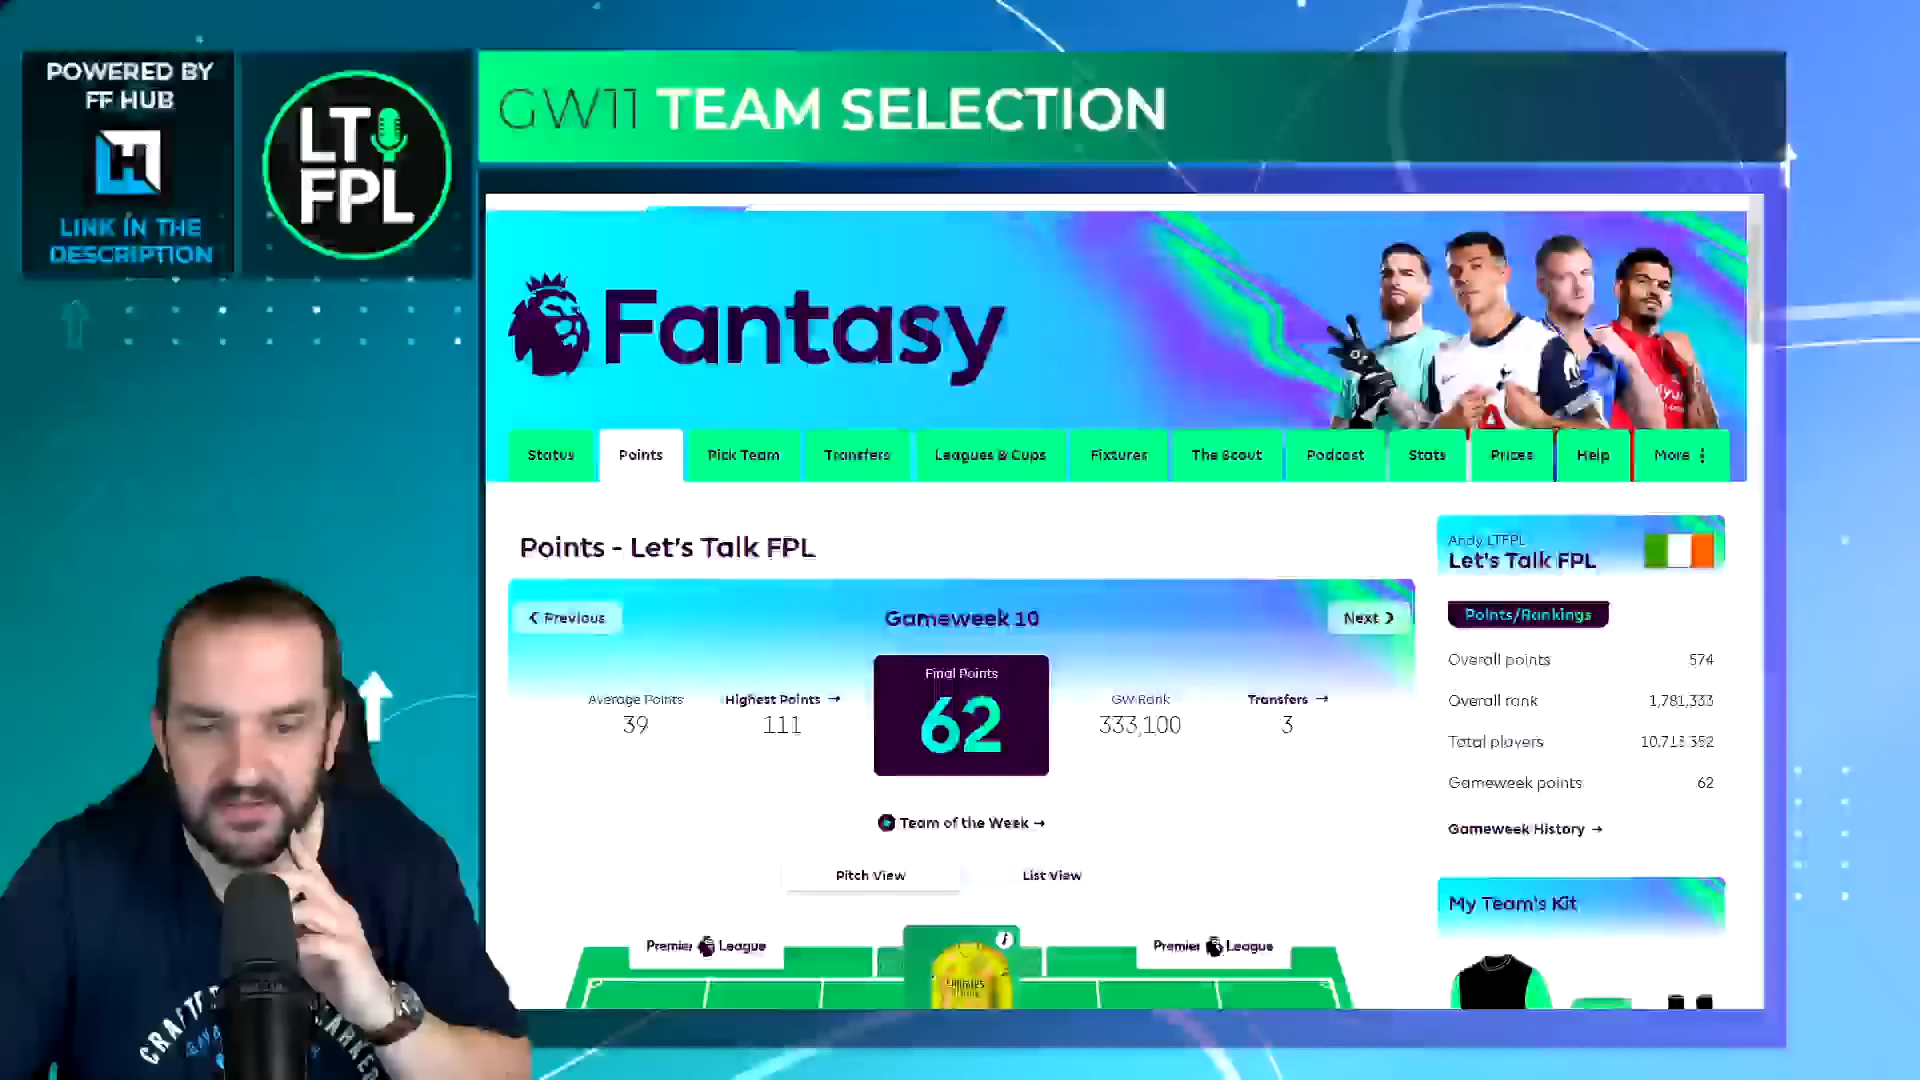 POWERED BY
FF HUB
LINK IN THE
DESCRIPTION
LT
FPL
GW11 TEAM SELECTION
Fantasy
Status
Points
Pick Team
Transfers
Leagues & Cups
Fixtures
The Scout
Podcast
Stats
Prizes
Help
More
Points - Let's Talk FPL
Previous
Gameweek 10
Next
Average Points
39
Highest Points →
111
Final Points
62
GW Rank
333,100
Transfers →
3
Team of the Week →
Pitch View
List View
Premier League
Premier League
Andy LTFPL
Let's Talk FPL
Points/Rankings
Overall points 574
Overall rank 1,781,333
Total players
Gameweek points 62
Gameweek History →
My Team's Kit